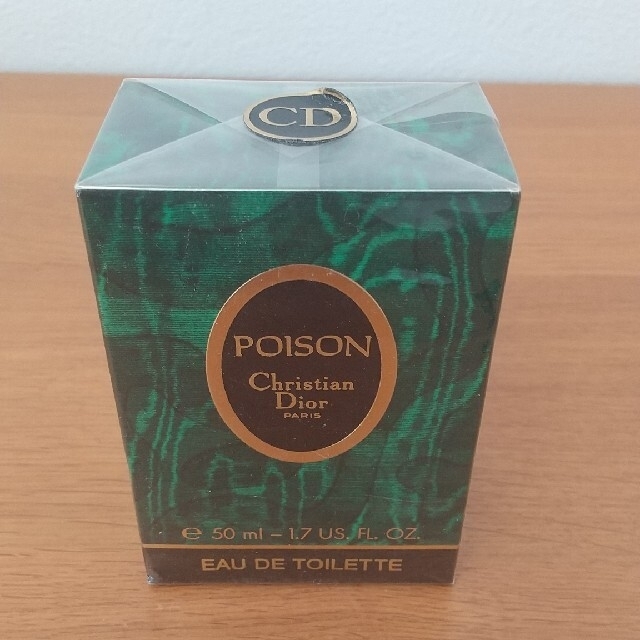 CD
POISON
Christian
Dior
PARIS
℮ 50 ml – 1.7 US. FL. OZ.
EAU DE TOILETTE